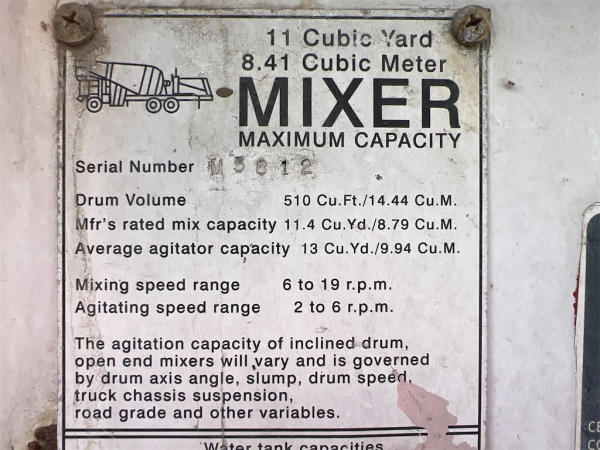 11 Cubic Yard
8.41 Cubic Meter
MIXER
MAXIMUM CAPACITY
Serial Number M5612
Drum Volume 510 Cu.Ft./14.44 Cu.M.
Mfr's rated mix capacity 11.4 Cu.Yd./8.79 Cu.M.
Average agitator capacity 13 Cu.Yd./9.94 Cu.M.
Mixing speed range 6 to 19 r.p.m.
Agitating speed range 2 to 6 r.p.m.
The agitation capacity of inclined drum,
open end mixers will vary and is governed
by drum axis angle, slump, drum speed,
truck chassis suspension,
road grade and other variables.
Water tank capacities